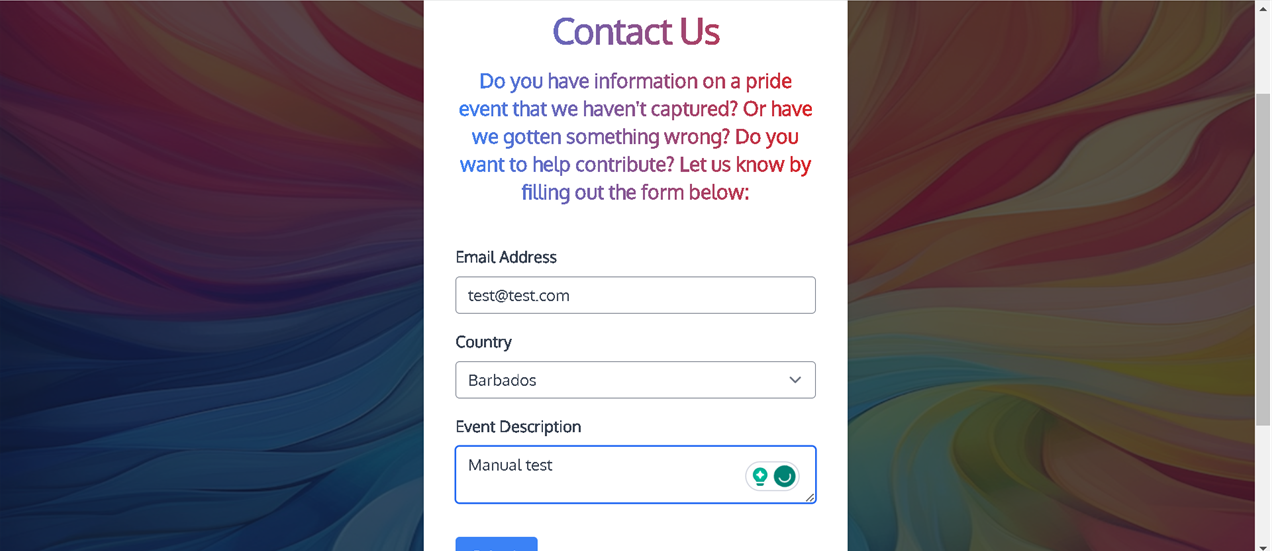 Contact Us
Do you have information on a pride
event that we haven't captured? Or have
we gotten something wrong? Do you
want to help contribute? Let us know by
filling out the form below:
Email Address
test@test.com
Country
Barbados
Event Description
Manual test